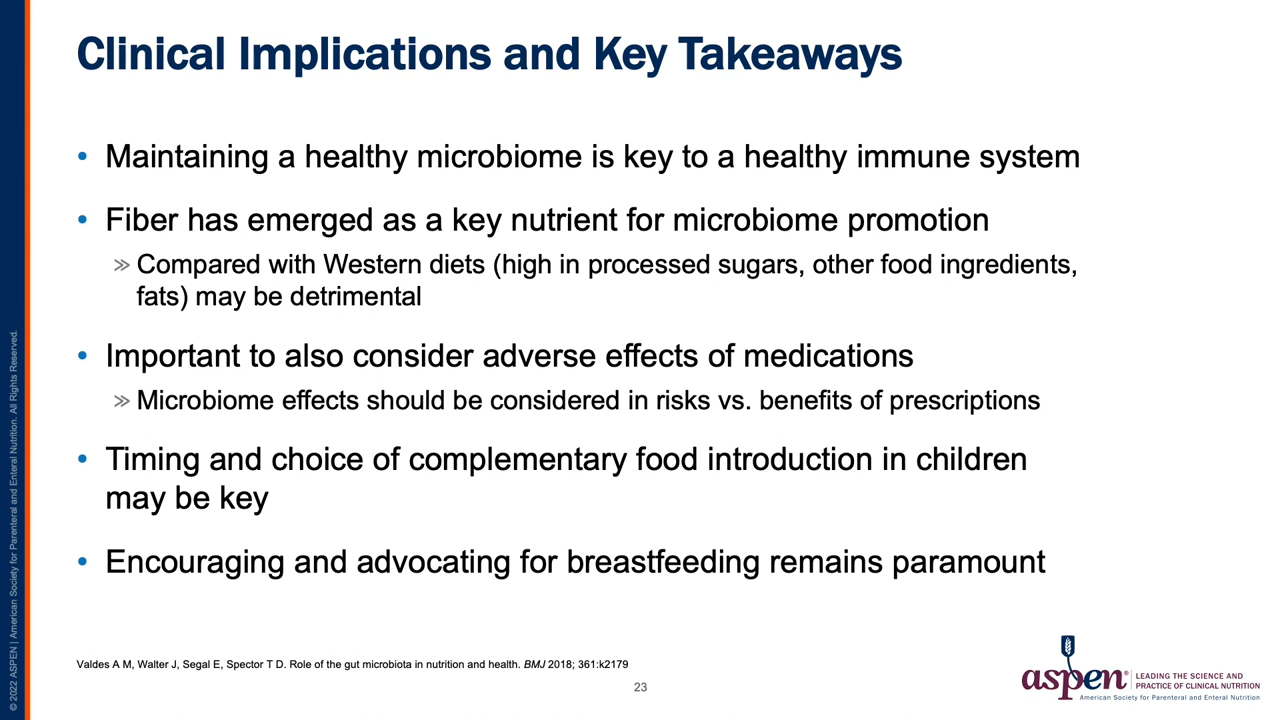 Clinical Implications and Key Takeaways
• Maintaining a healthy microbiome is key to a healthy immune system
• Fiber has emerged as a key nutrient for microbiome promotion
» Compared with Western diets (high in processed sugars, other food ingredients,
fats) may be detrimental
• Important to also consider adverse effects of medications
» Microbiome effects should be considered in risks vs. benefits of prescriptions
• Timing and choice of complementary food introduction in children
may be key
• Encouraging and advocating for breastfeeding remains paramount
Valdes A M, Walter J, Segal E, Spector T D. Role of the gut microbiota in nutrition and health. BMJ 2018; 361:k2179
23
© 2022 ASPEN | American Society for Parenteral and Enteral Nutrition. All Rights Reserved.
aspen®
LEADING THE SCIENCE AND
PRACTICE OF CLINICAL NUTRITION
American Society for Parenteral and Enteral Nutrition